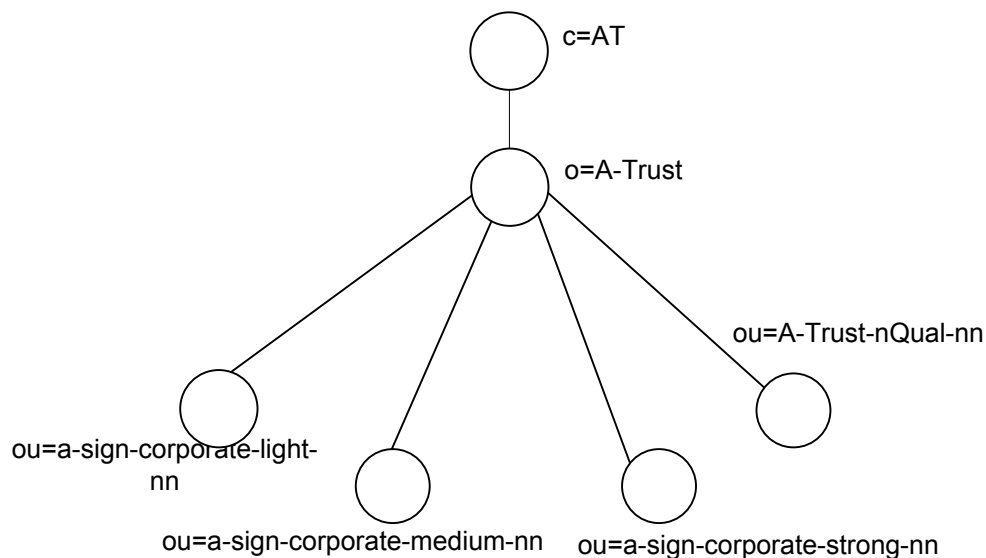 c=AT
o=A-Trust
ou=A-Trust-nQual-nn
ou=a-sign-corporate-light-
nn
ou=a-sign-corporate-medium-nn
ou=a-sign-corporate-strong-nn